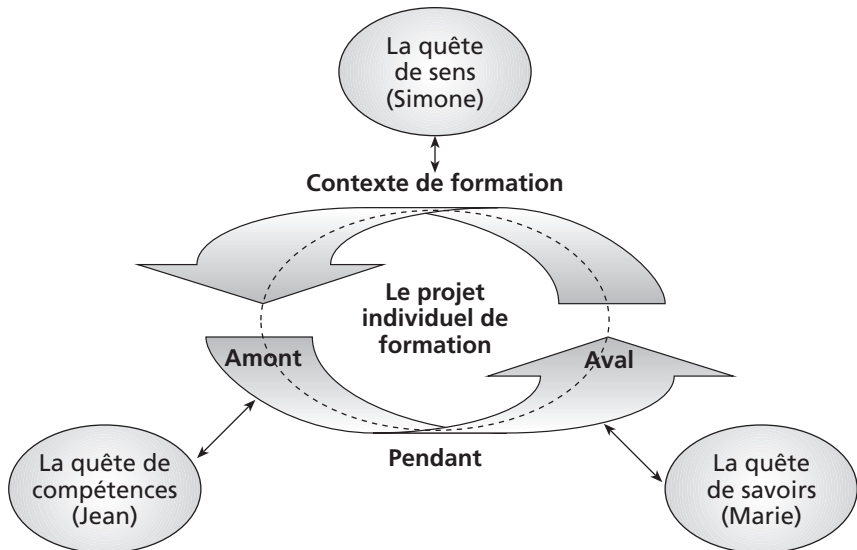 La quête
de sens
(Simone)
Contexte de formation
Le projet
individuel de
formation
Amont
Aval
Pendant
La quête de
compétences
(Jean)
La quête
de savoirs
(Marie)